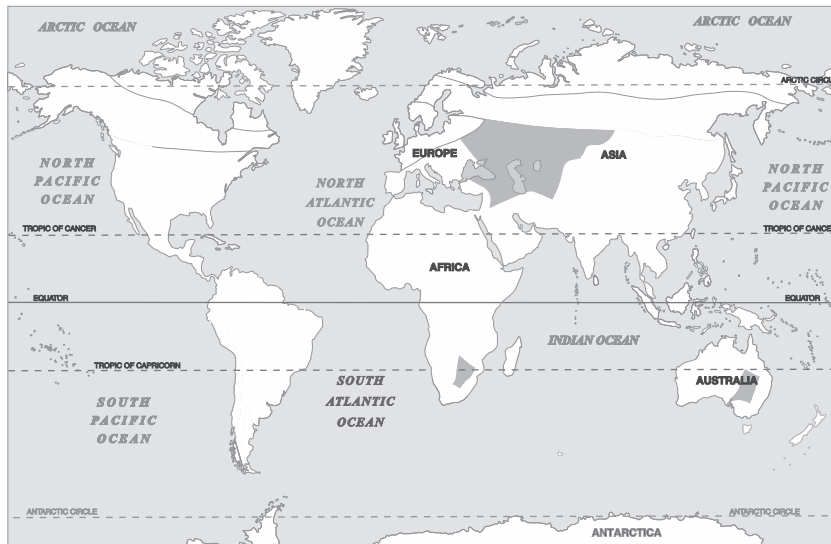 ARCTIC OCEAN
ARCTIC OCEAN
ARCTIC CIRCL
EUROPE
ASIA
NORTH
PACIFIC
OCEAN
NORTH
ATLANTIC
OCEAN
NORTH
PACIFIC
OCEAN
TROPIC OF CANCER
TROPIC OF CANCE
AFRICA
EQUATOR
EQUATOR
INDIAN OCEAN
TROPIC OF CAPRICORN
SOUTH
ATLANTIC
OCEAN
AUSTRALIA
SOUTH
PACIFIC
OCEAN
ANTARCTIC CIRCLE
ANTARCTIC CIRCLE
ANTARCTICA